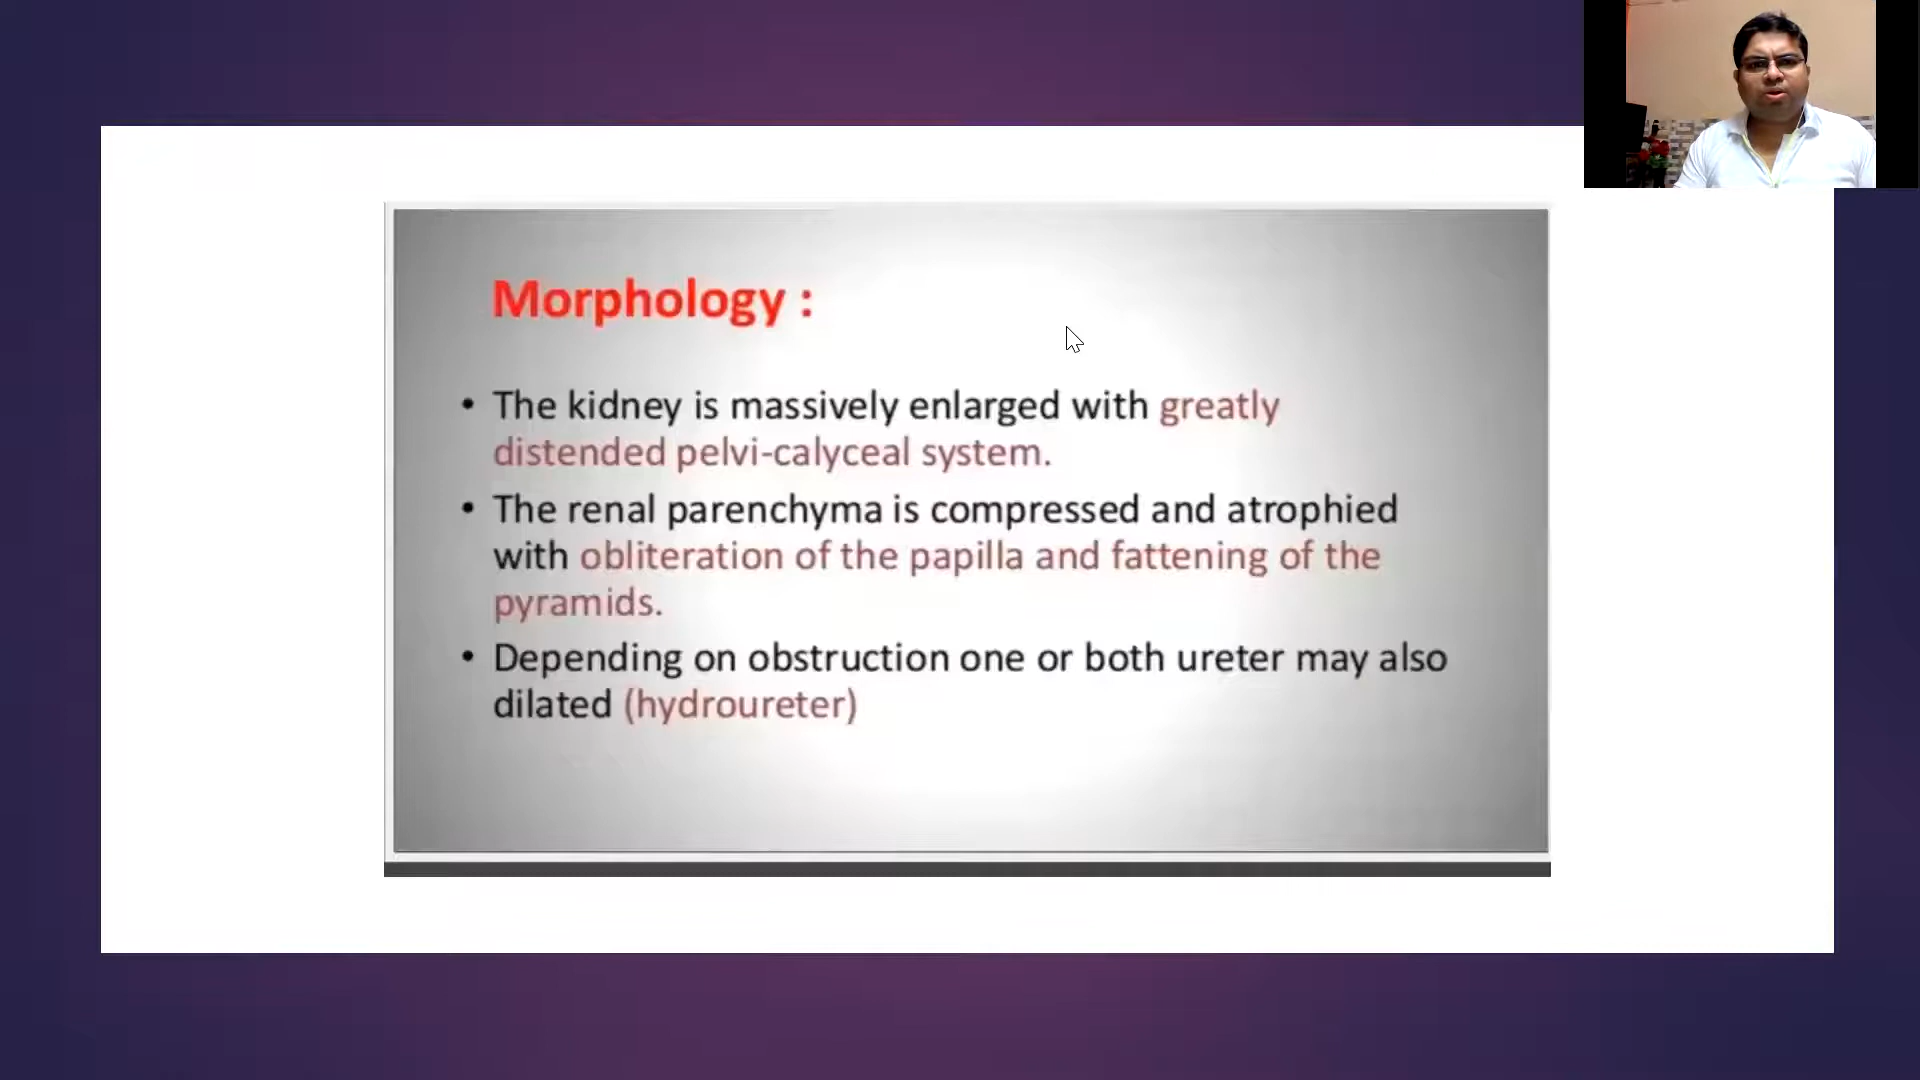 Morphology :
• The kidney is massively enlarged with greatly
distended pelvi-calyceal system.
• The renal parenchyma is compressed and atrophied
with obliteration of the papilla and fattening of the
pyramids.
• Depending on obstruction one or both ureter may also
dilated (hydroureter)